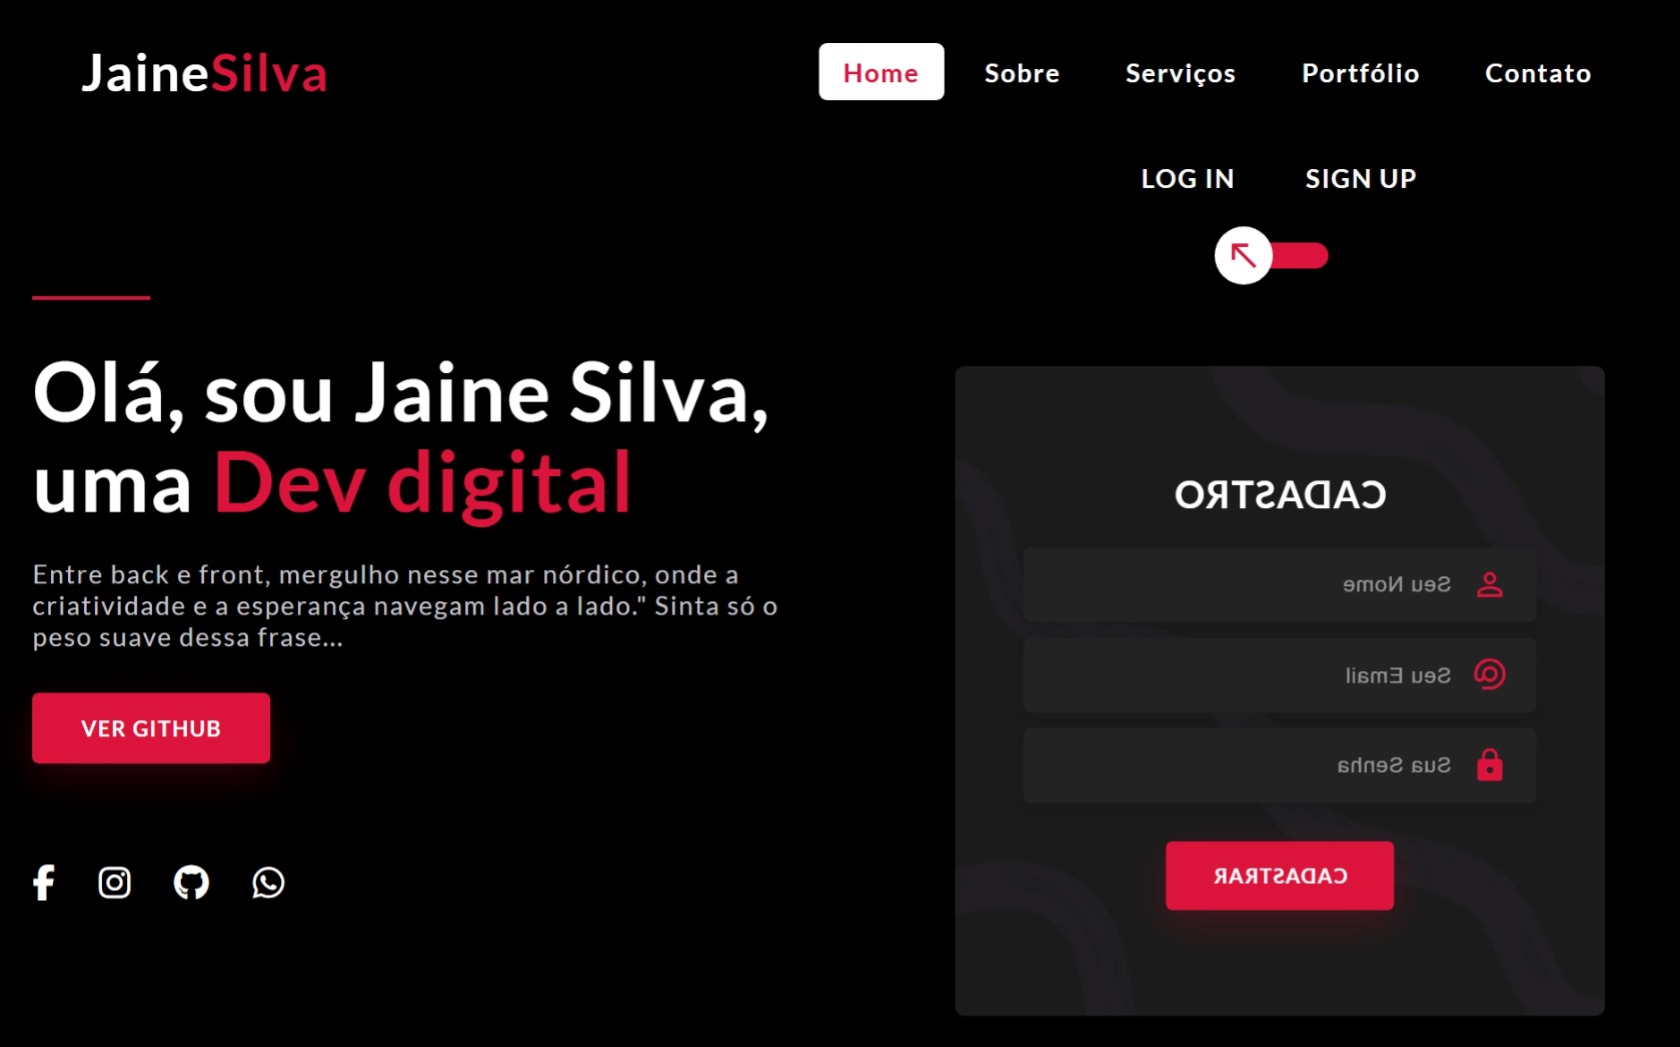 JaineSilva
Home
Sobre
Serviços
Portfólio
Contato
LOG IN
SIGN UP
Olá, sou Jaine Silva,
uma Dev digital
Entre back e front, mergulho nesse mar nórdico, onde a
criatividade e a esperança navegam lado a lado." Sinta só o
peso suave dessa frase...
VER GITHUB
CADASTRO
Seu Nome
Seu Email
Sua Senha
CADASTRAR